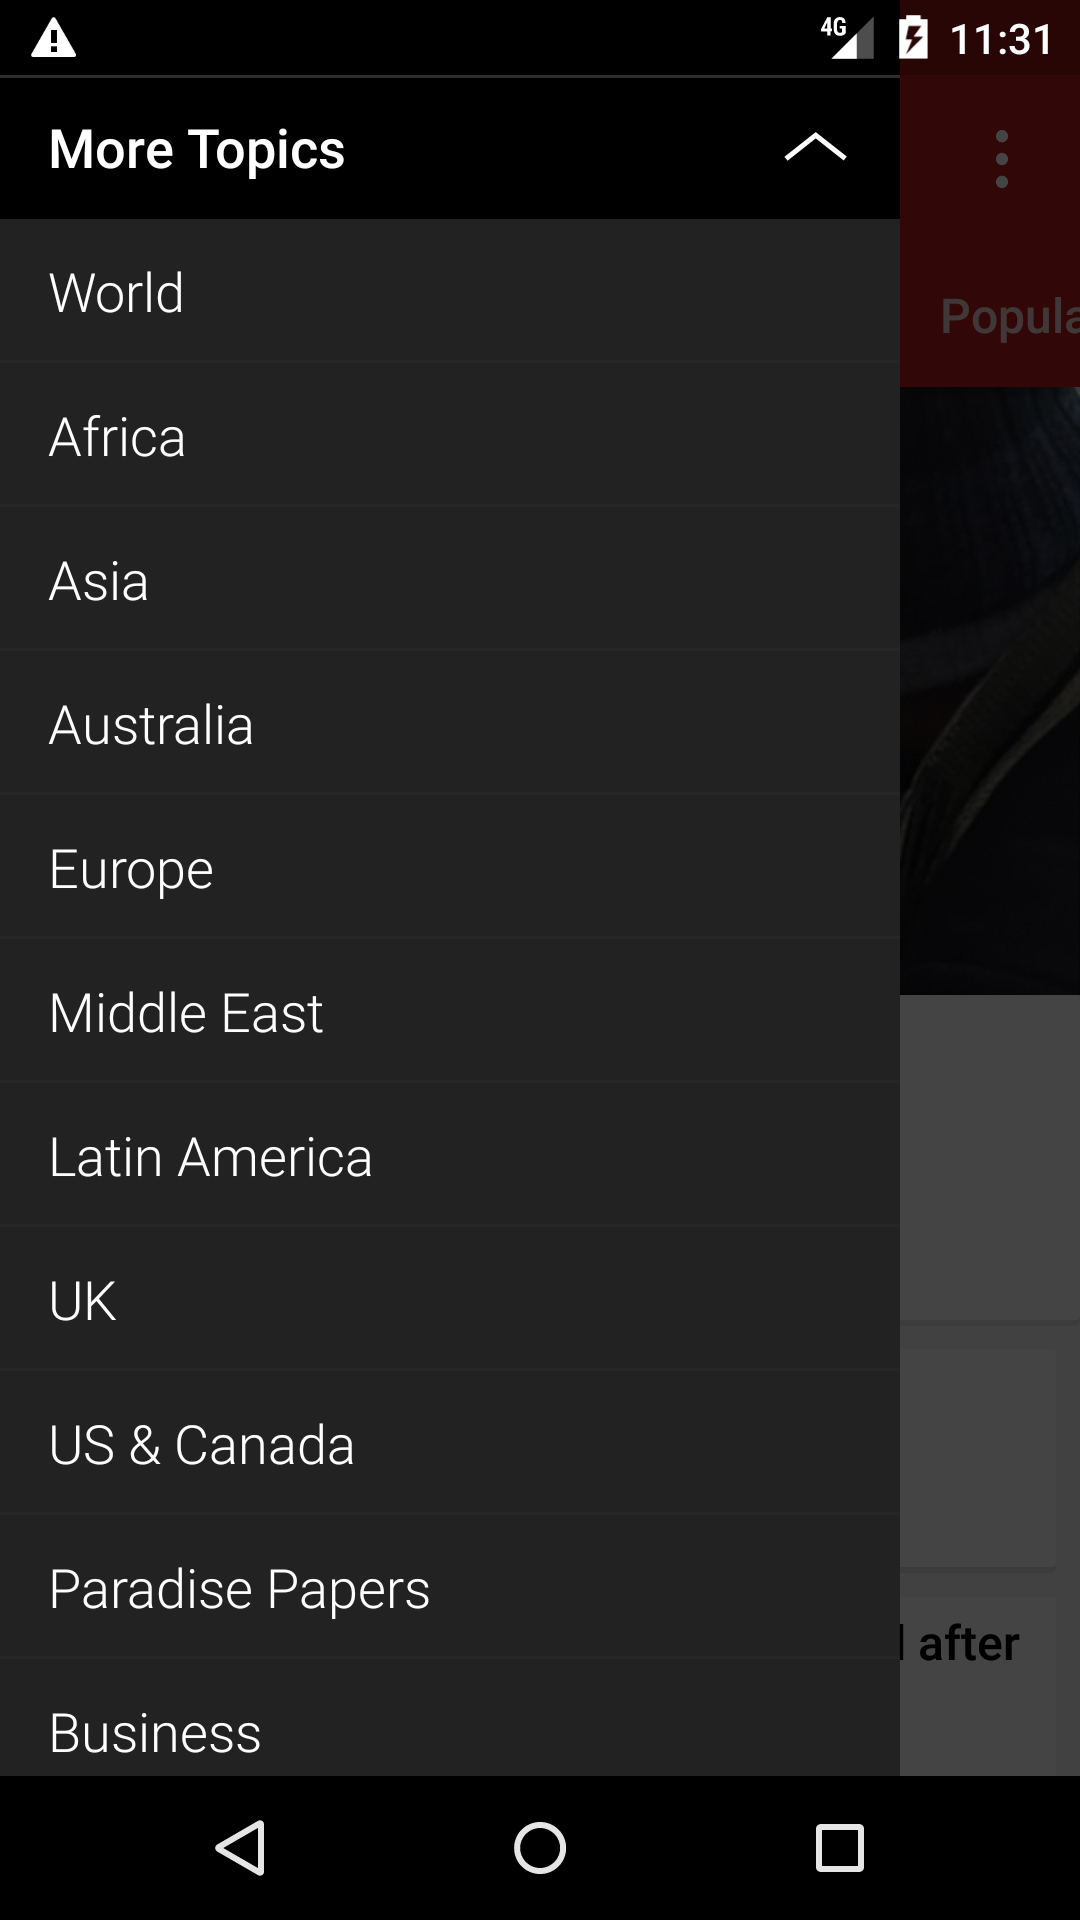 4G 11:31
More Topics
World
Popula
Africa
Asia
Australia
Europe
Middle East
Latin America
UK
US & Canada
Paradise Papers
after
Business